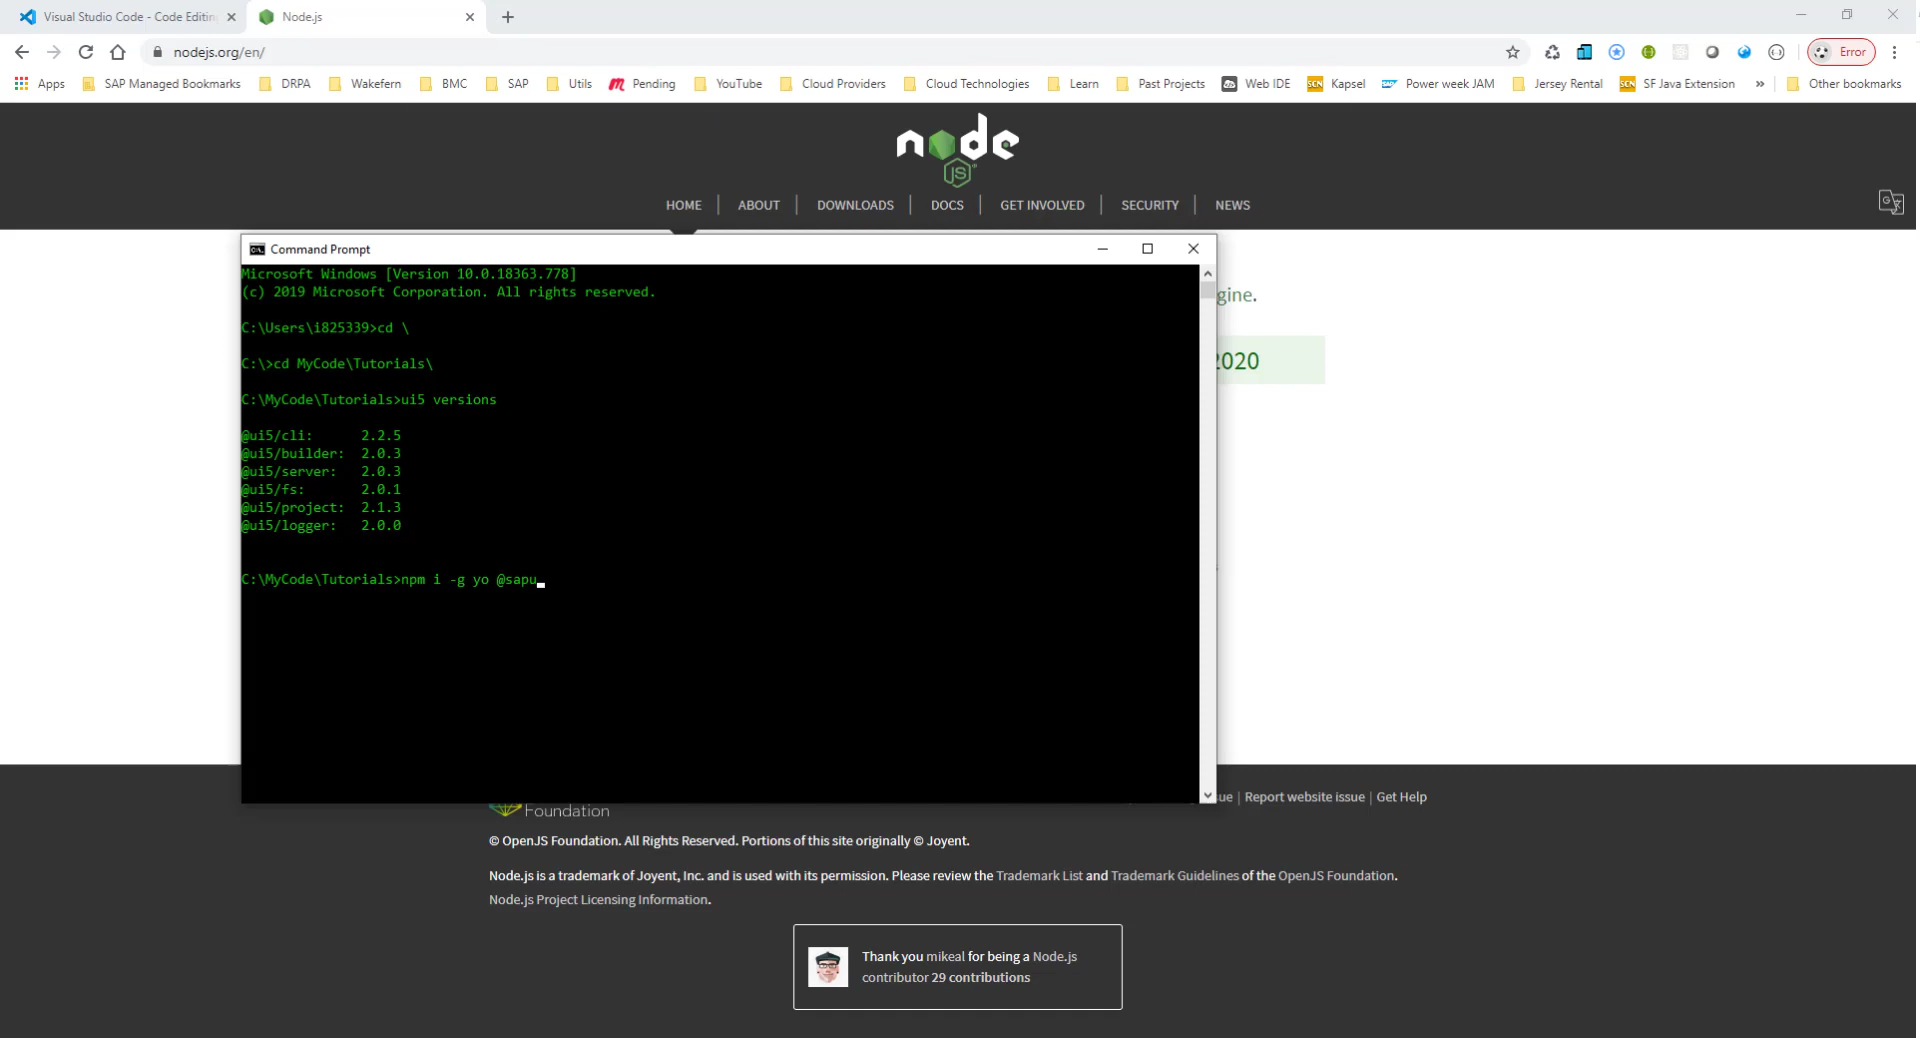 Visual Studio Code - Code Editin
Node.js
nodejs.org/en/
Error
Apps
SAP Managed Bookmarks
DRPA
Wakefern
BMC
SAP
Utils
Pending
YouTube
Cloud Providers
Cloud Technologies
Learn
Past Projects
Web IDE
Kapsel
Power week JAM
Jersey Rental
SF Java Extension
»
Other bookmarks
node
JS
HOME
ABOUT
DOWNLOADS
DOCS
GET INVOLVED
SECURITY
NEWS
Command Prompt
Microsoft Windows [Version 10.0.18363.778]
(c) 2019 Microsoft Corporation. All rights reserved.
C:\Users\i825339>cd \
C:\>cd MyCode\Tutorials\
C:\MyCode\Tutorials>ui5 versions
@ui5/cli: 2.2.5
@ui5/builder: 2.0.3
@ui5/server: 2.0.3
@ui5/fs: 2.0.1
@ui5/project: 2.1.3
@ui5/logger: 2.0.0
C:\MyCode\Tutorials>npm i -g yo @sapu
gine.
2020
ue | Report website issue | Get Help
Foundation
© OpenJS Foundation. All Rights Reserved. Portions of this site originally © Joyent.
Node.js is a trademark of Joyent, Inc. and is used with its permission. Please review the Trademark List and Trademark Guidelines of the OpenJS Foundation.
Node.js Project Licensing Information.
Thank you mikeal for being a Node.js
contributor 29 contributions